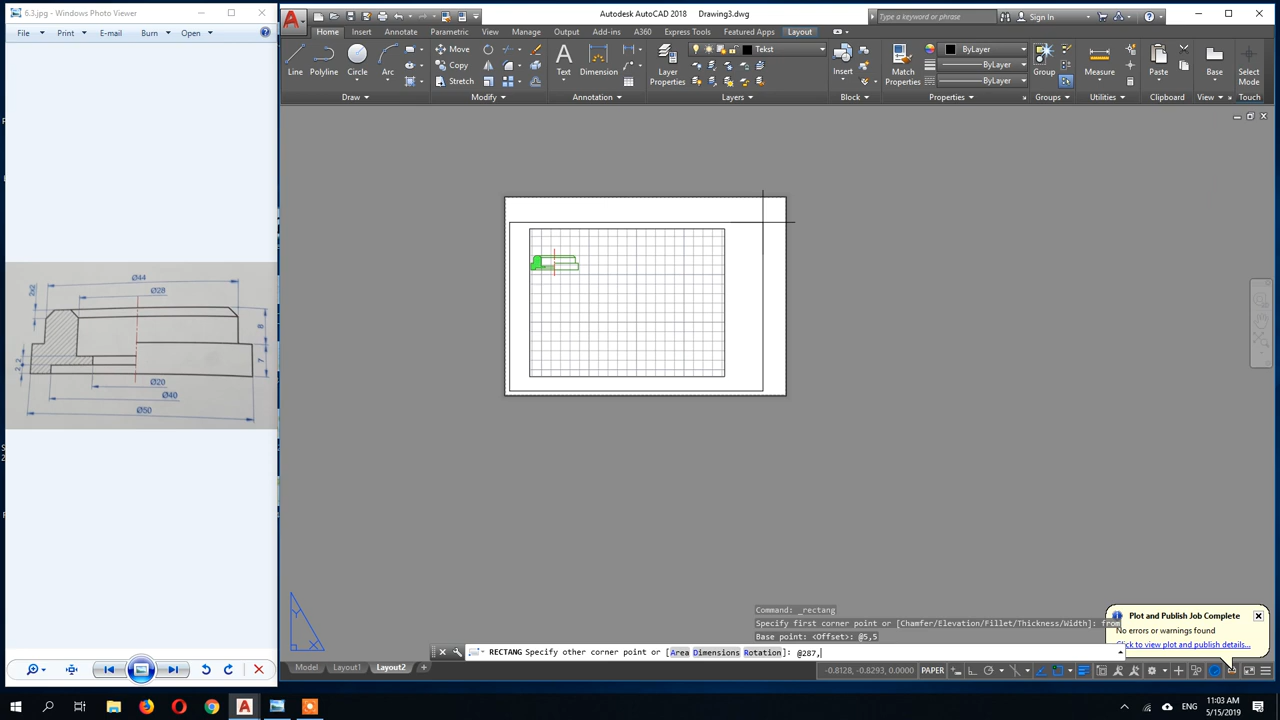 6.3.jpg - Windows Photo Viewer
File Print E-mail Burn Open
Autodesk AutoCAD 2018 Drawing3.dwg
Type a keyword or phrase
Sign In
Home Insert Annotate Parametric View Manage Output Add-ins A360 Express Tools Featured Apps Layout
Line Polyline Circle Arc
Move
Copy
Stretch
Text Dimension
Layer Properties
Tekst
Insert
Match Properties
ByLayer
ByLayer
ByLayer
Group
Measure
Paste
Base
Select Mode
Draw Modify Annotation Layers Block Properties Groups Utilities Clipboard View Touch
Ø44
Ø28
2x2
8
7
2
2
Ø20
Ø40
Ø50
Y
X
Command: _rectang
Specify first corner point or [Chamfer/Elevation/Fillet/Thickness/Width]: from
Base point: <Offset>: @5,5
RECTANG Specify other corner point or [Area Dimensions Rotation]: @287,
Plot and Publish Job Complete
No errors or warnings found
Click to view plot and publish details...
Model Layout1 Layout2
-0.8128, -0.8293, 0.0000 PAPER
ENG
11:03 AM
5/15/2019